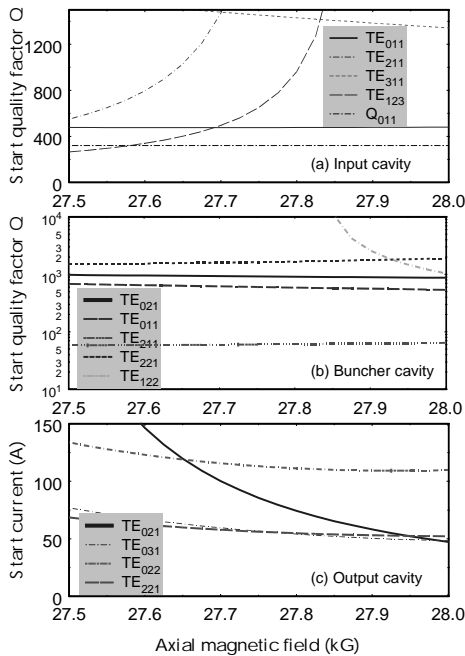 Start quality factor Q
1200
800
400
0
TE011
TE211
TE311
TE123
Q011
(a) Input cavity
27.5 27.6 27.7 27.8 27.9 28.0
Start quality factor Q
10^4
5
3
2
10^3
5
3
2
10^2
5
3
2
10^1
TE021
TE011
TE211
TE221
TE122
(b) Buncher cavity
27.5 27.6 27.7 27.8 27.9 28.0
Start current (A)
150
100
50
0
TE021
TE031
TE022
TE221
(c) Output cavity
27.5 27.6 27.7 27.8 27.9 28.0
Axial magnetic field (kG)